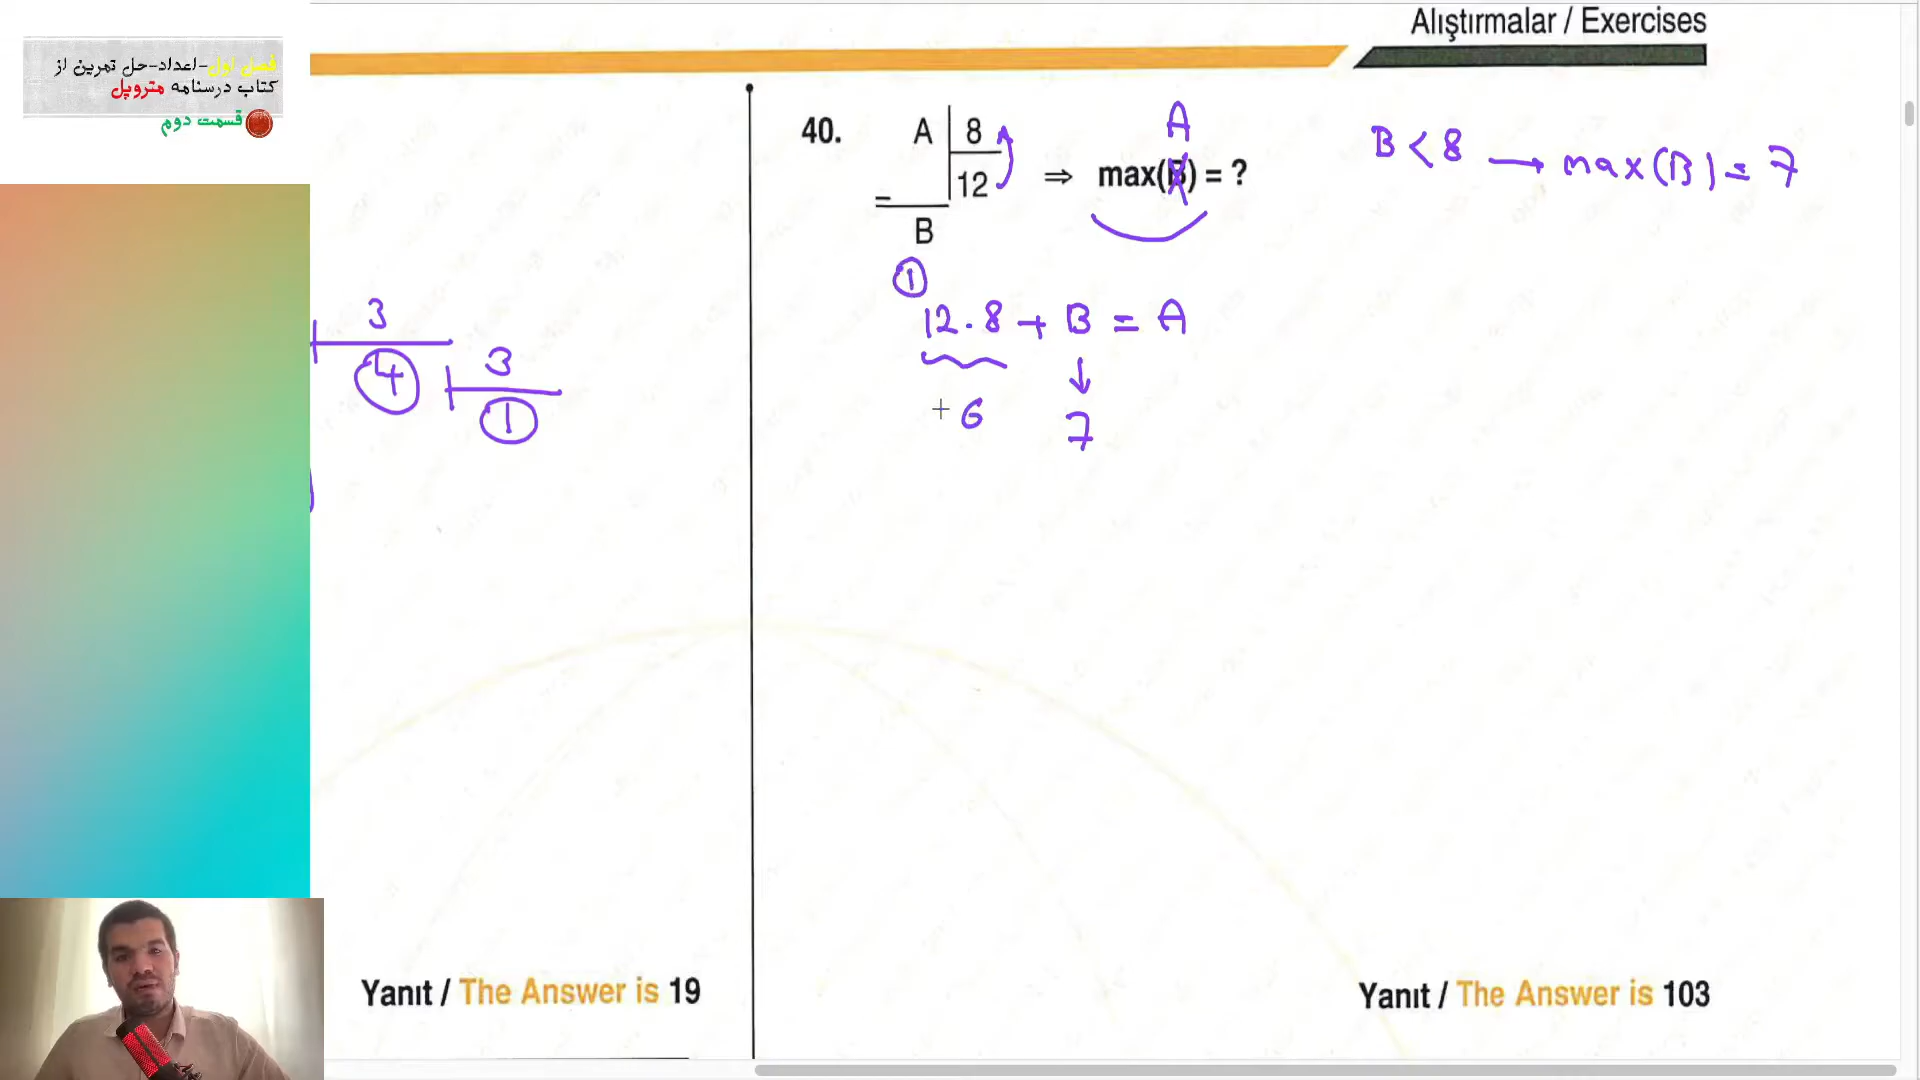 Alıştırmalar / Exercises
فصل اول-اعداد-حل تمرین از
کتاب درسنامه متروپل
قسمت دوم
40. A 8
12
B
⇒ max(B) = ?
A
B < 8 → max(B) = 7
①
12.8 + B = A
6 7
3
4
3
1
Yanıt / The Answer is 19
Yanıt / The Answer is 103